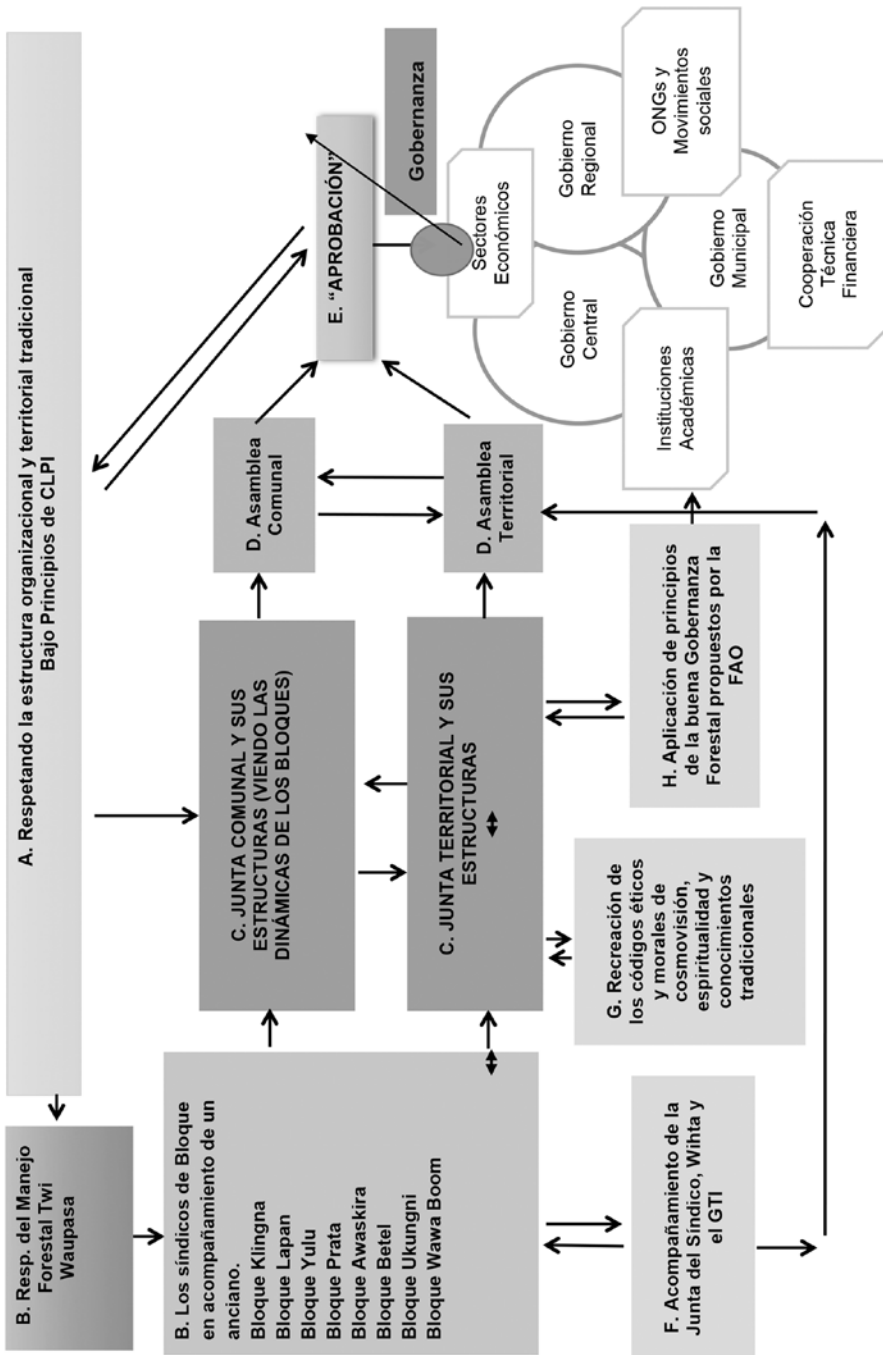 A. Respetando la estructura organizacional y territorial tradicional
Bajo Principios de CLPI
B. Resp. del Manejo
Forestal Twi
Waupasa
B. Los síndicos de Bloque
en acompañamiento de un
anciano.
Bloque Klingna
Bloque Lapan
Bloque Yulu
Bloque Prata
Bloque Awaskira
Bloque Betel
Bloque Ukungni
Bloque Wawa Boom
C. JUNTA COMUNAL Y SUS
ESTRUCTURAS (VIENDO LAS
DINÁMICAS DE LOS BLOQUES)
C. JUNTA TERRITORIAL Y SUS
ESTRUCTURAS
D. Asamblea
Comunal
D. Asamblea
Territorial
E. “APROBACIÓN”
Gobernanza
F. Acompañamiento de la
Junta del Síndico, Wihta y
el GTI
G. Recreación de
los códigos éticos
y morales de
cosmovisión,
espiritualidad y
conocimientos
tradicionales
H. Aplicación de principios
de la buena Gobernanza
Forestal propuestos por la
FAO
Sectores
Económicos
Gobierno
Central
Gobierno
Regional
Instituciones
Académicas
Gobierno
Municipal
ONGs y
Movimientos
sociales
Cooperación
Técnica
Financiera